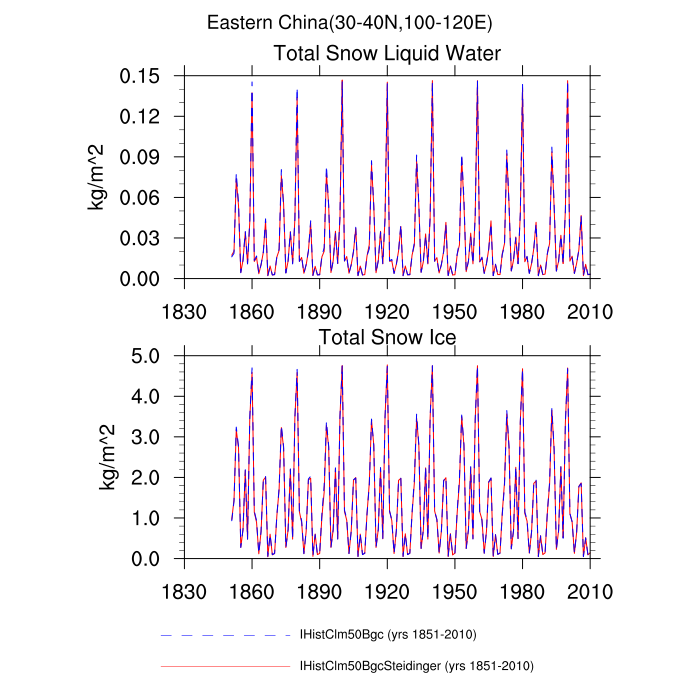 Eastern China(30-40N,100-120E)
Total Snow Liquid Water
0.15
0.12
0.09
0.06
0.03
0.00
kg/m^2
1830 1860 1890 1920 1950 1980 2010
Total Snow Ice
5.0
4.0
3.0
2.0
1.0
0.0
kg/m^2
1830 1860 1890 1920 1950 1980 2010
IHistClm50Bgc (yrs 1851-2010)
IHistClm50BgcSteidinger (yrs 1851-2010)